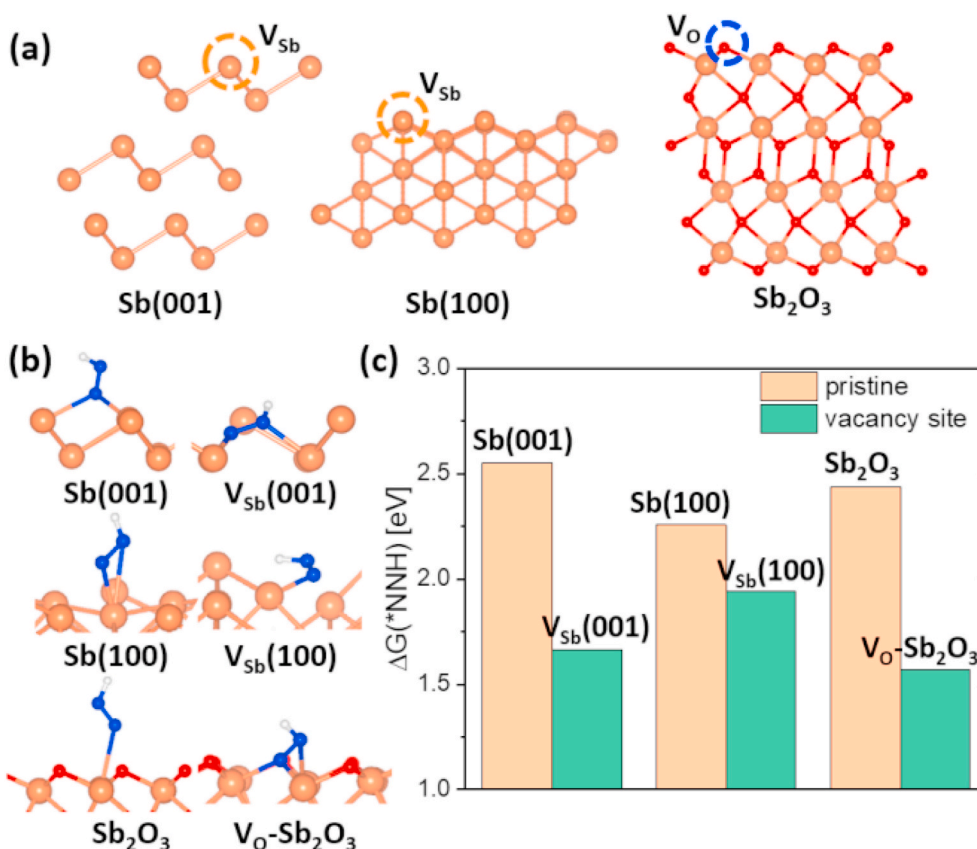 (a)
V_Sb
V_Sb
V_O
Sb(001)
Sb(100)
Sb₂O₃
(b)
Sb(001)
V_Sb(001)
Sb(100)
V_Sb(100)
Sb₂O₃
V_O-Sb₂O₃
(c)
ΔG(*NNH) [eV]
3.0
2.5
2.0
1.5
1.0
pristine
vacancy site
Sb(001)
V_Sb(001)
Sb(100)
V_Sb(100)
Sb₂O₃
V_O-Sb₂O₃